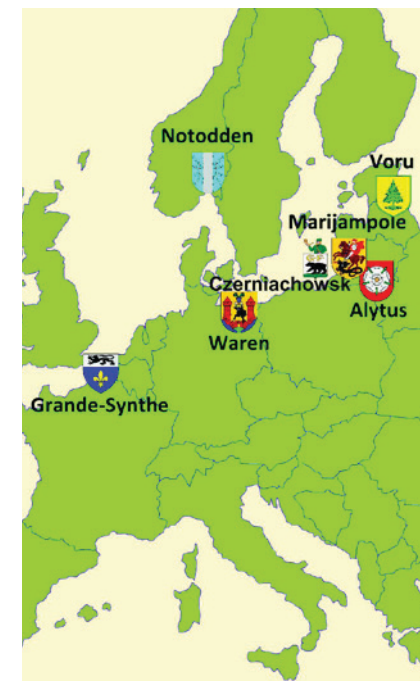 Notodden
Voru
Marijampole
Czerniachowsk
Alytus
Waren
Grande-Synthe